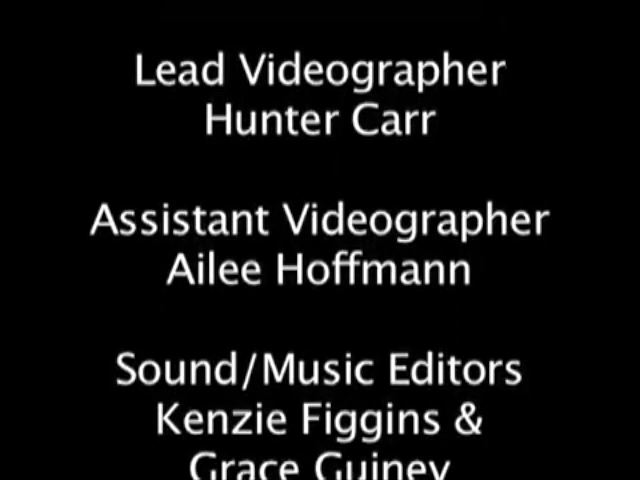 Lead Videographer
Hunter Carr
Assistant Videographer
Ailee Hoffmann
Sound/Music Editors
Kenzie Figgins &
Grace Guiney